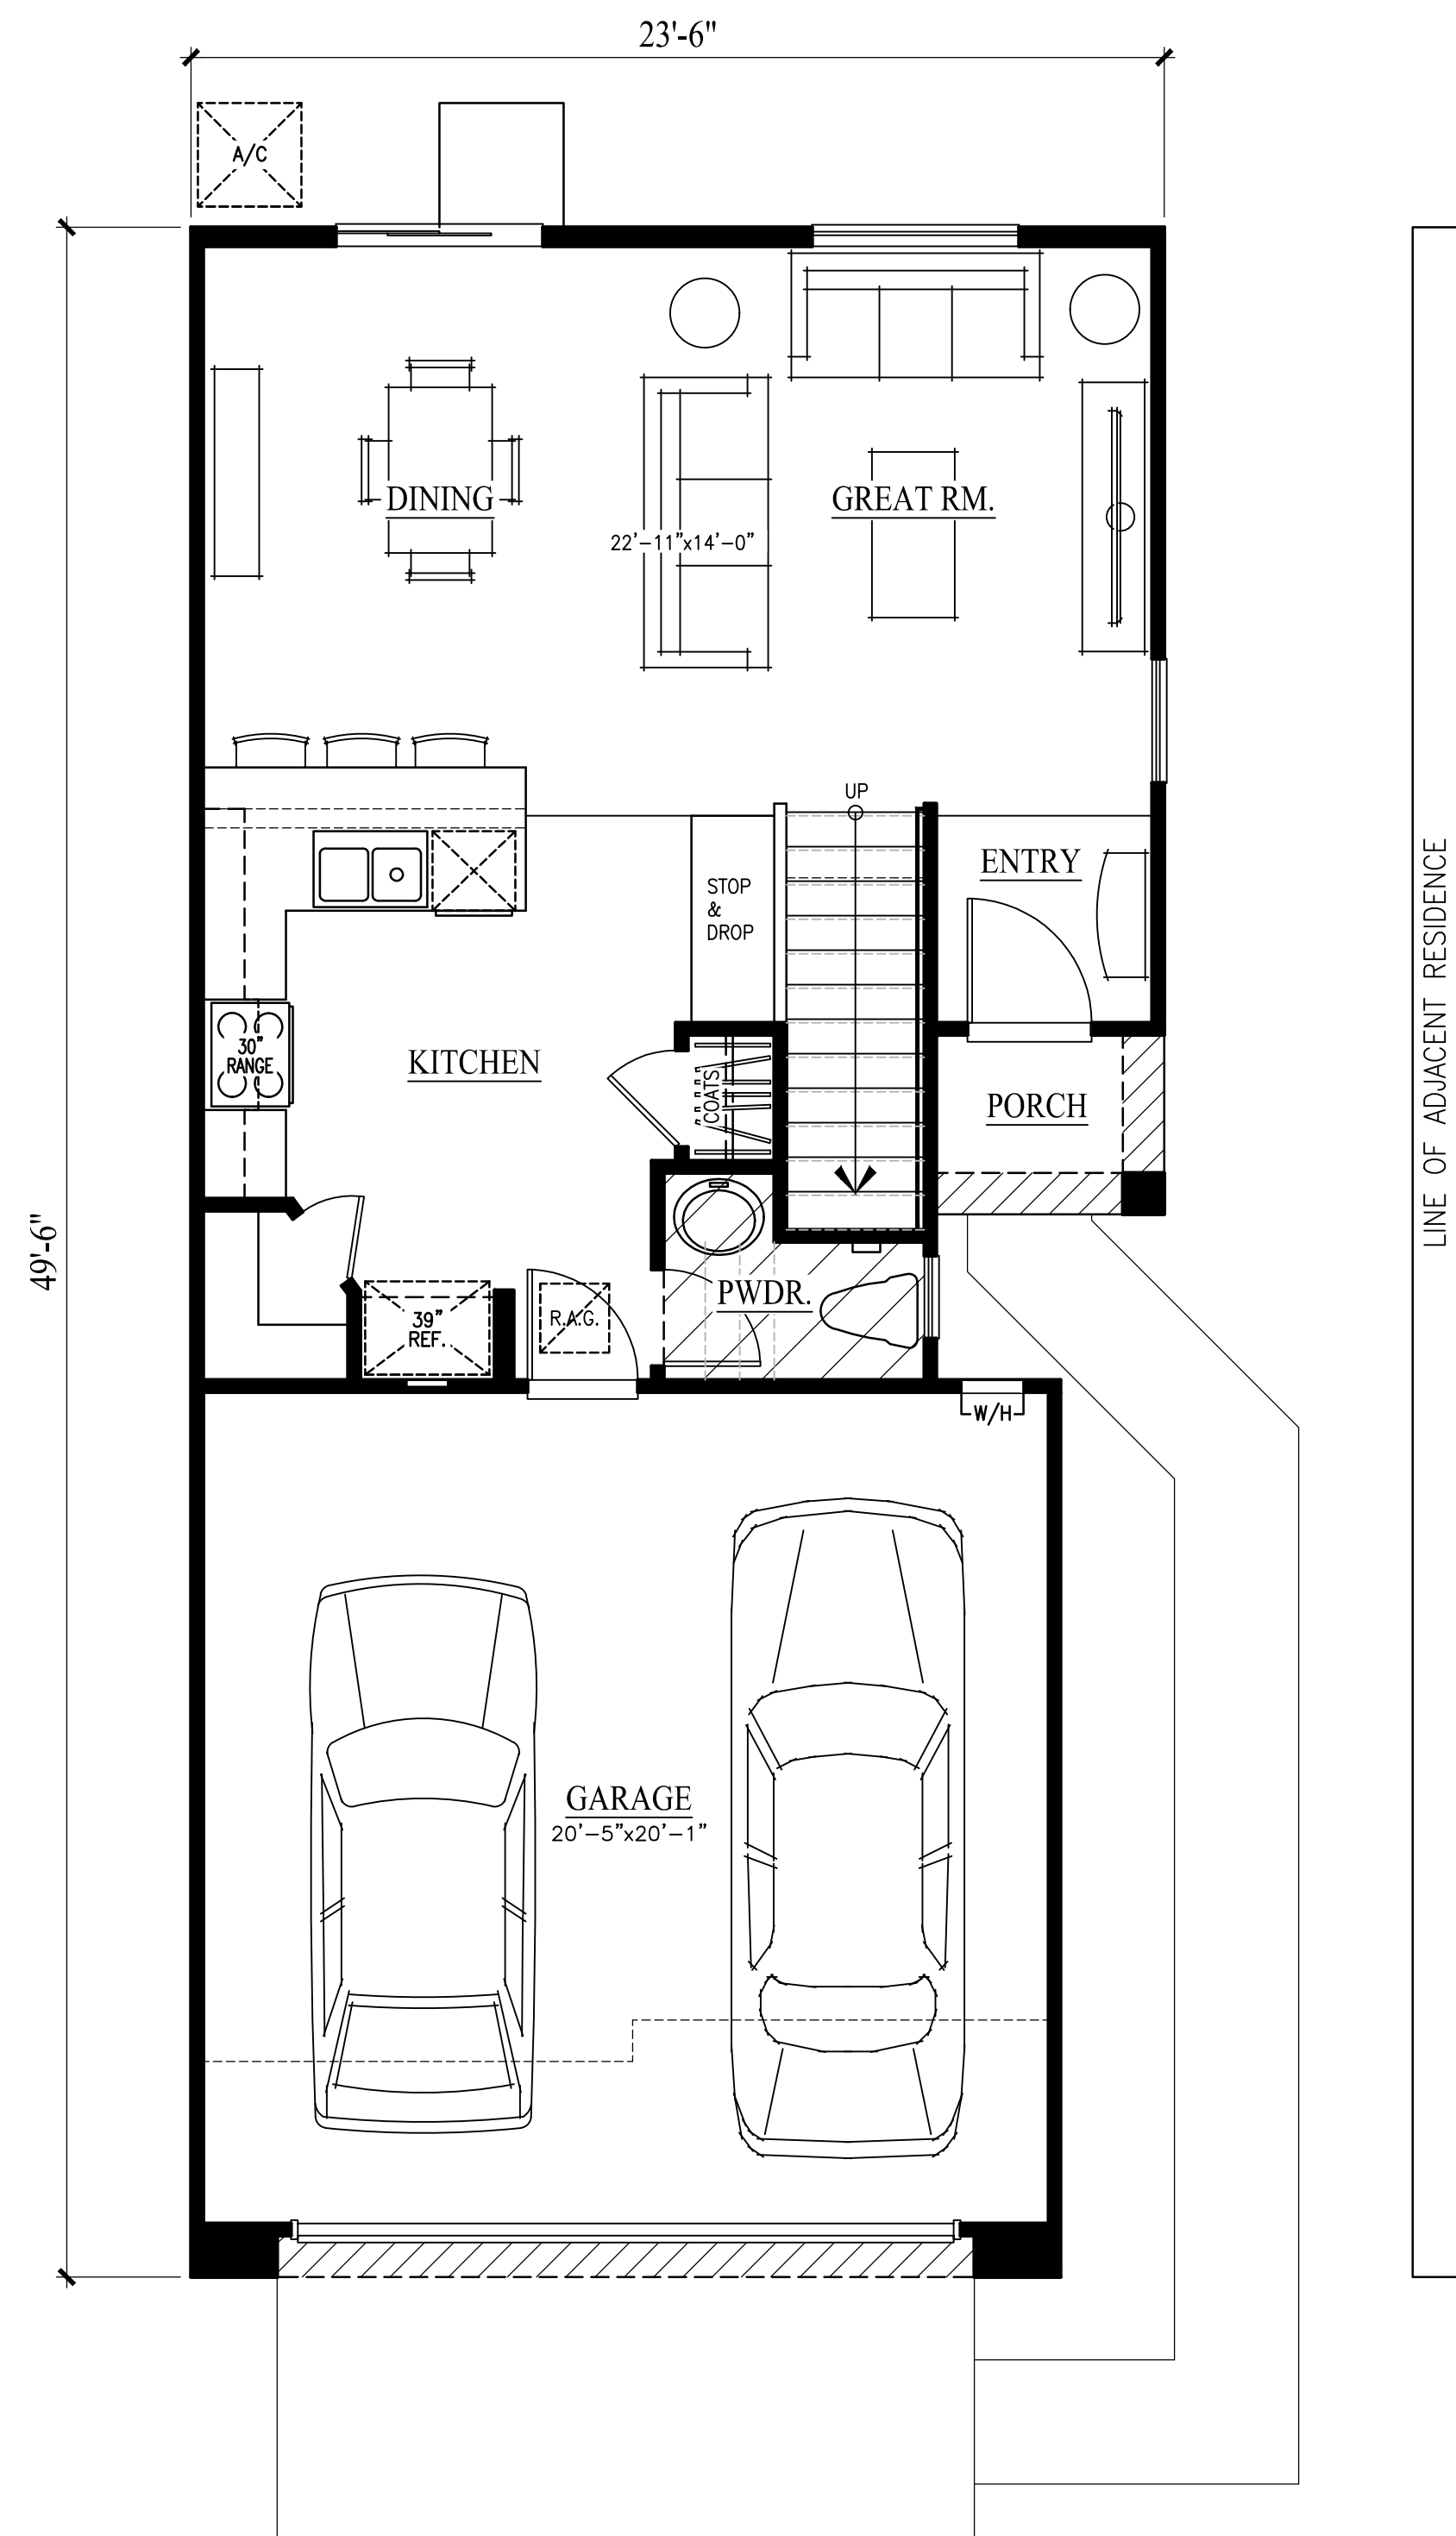 23'-6"
A/C
DINING
GREAT RM.
22'-11"x14'-0"
UP
ENTRY
STOP
&
DROP
LINE OF ADJACENT RESIDENCE
30"
RANGE
KITCHEN
COATS
PORCH
49'-6"
PWDR.
39"
REF.
R.A.G.
W/H
GARAGE
20'-5"x20'-1"